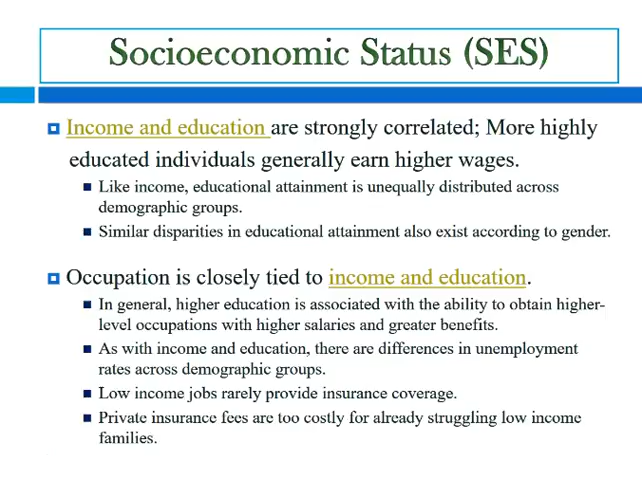 Socioeconomic Status (SES)
Income and education are strongly correlated; More highly
educated individuals generally earn higher wages.
Like income, educational attainment is unequally distributed across
demographic groups.
Similar disparities in educational attainment also exist according to gender.
Occupation is closely tied to income and education.
In general, higher education is associated with the ability to obtain higher-
level occupations with higher salaries and greater benefits.
As with income and education, there are differences in unemployment
rates across demographic groups.
Low income jobs rarely provide insurance coverage.
Private insurance fees are too costly for already struggling low income
families.